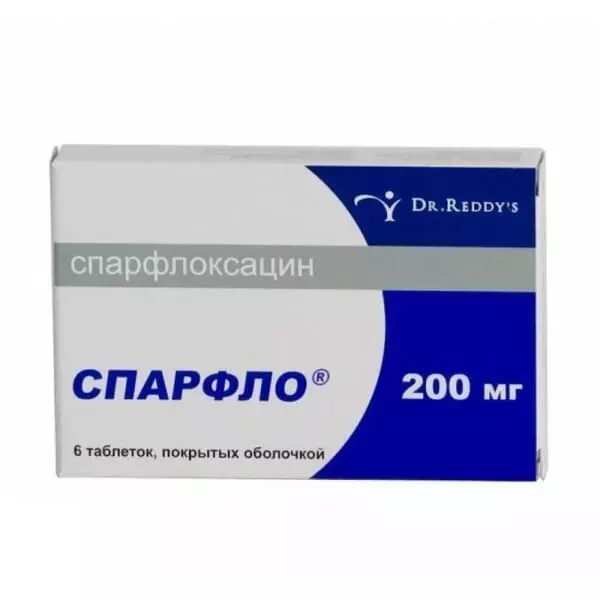 DR.REDDY'S
спарфлоксацин
СПАРФЛО®
200 мг
6 таблеток, покрытых оболочкой